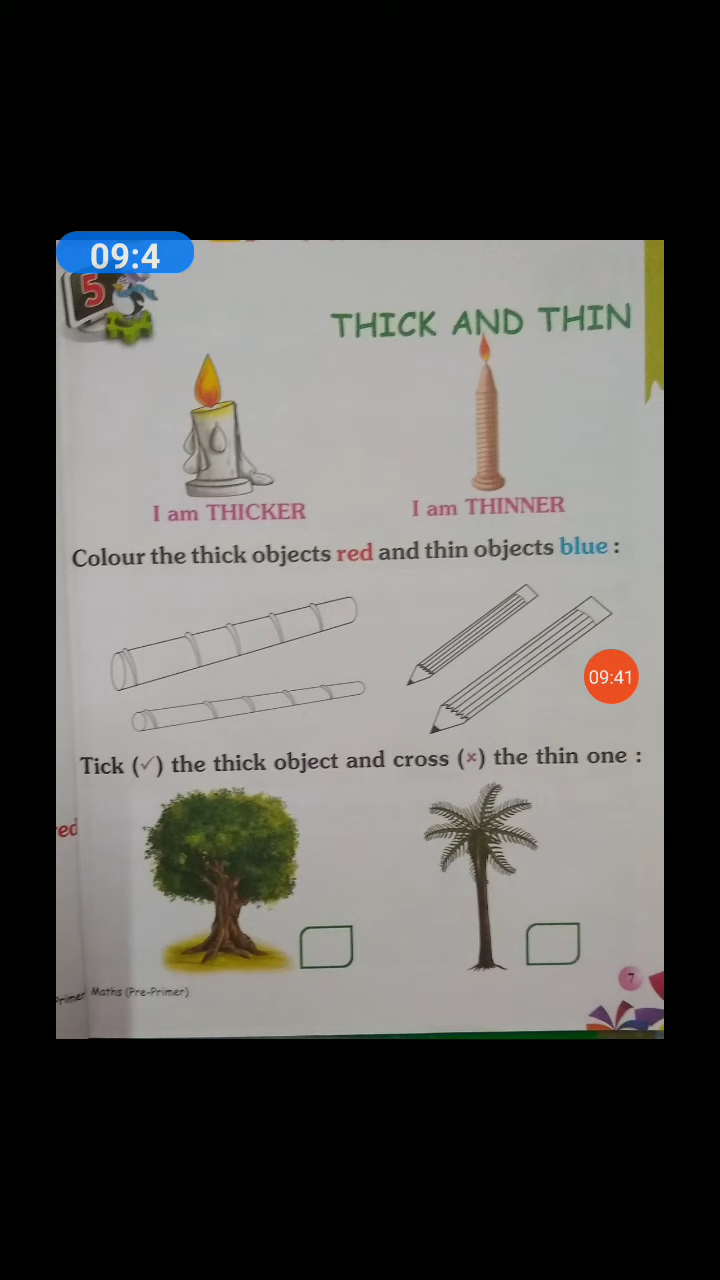 09:4
5
THICK AND THIN
I am THICKER
I am THINNER
Colour the thick objects red and thin objects blue :
09:41
Tick (✓) the thick object and cross (×) the thin one :
ed
7
Primer Maths (Pre-Primer)